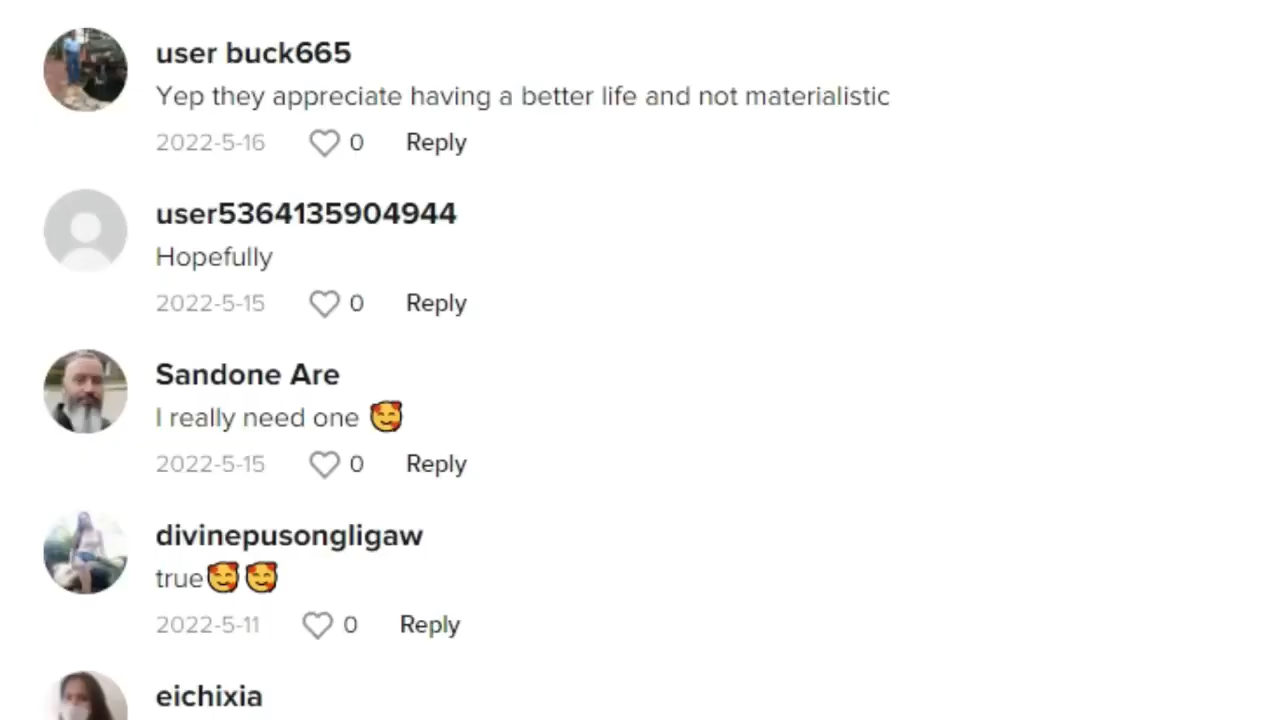 user buck665
Yep they appreciate having a better life and not materialistic
2022-5-16 0 Reply
user5364135904944
Hopefully
2022-5-15 0 Reply
Sandone Are
I really need one 🥰
2022-5-15 0 Reply
divinepusongligaw
true🥰🥰
2022-5-11 0 Reply
eichixia